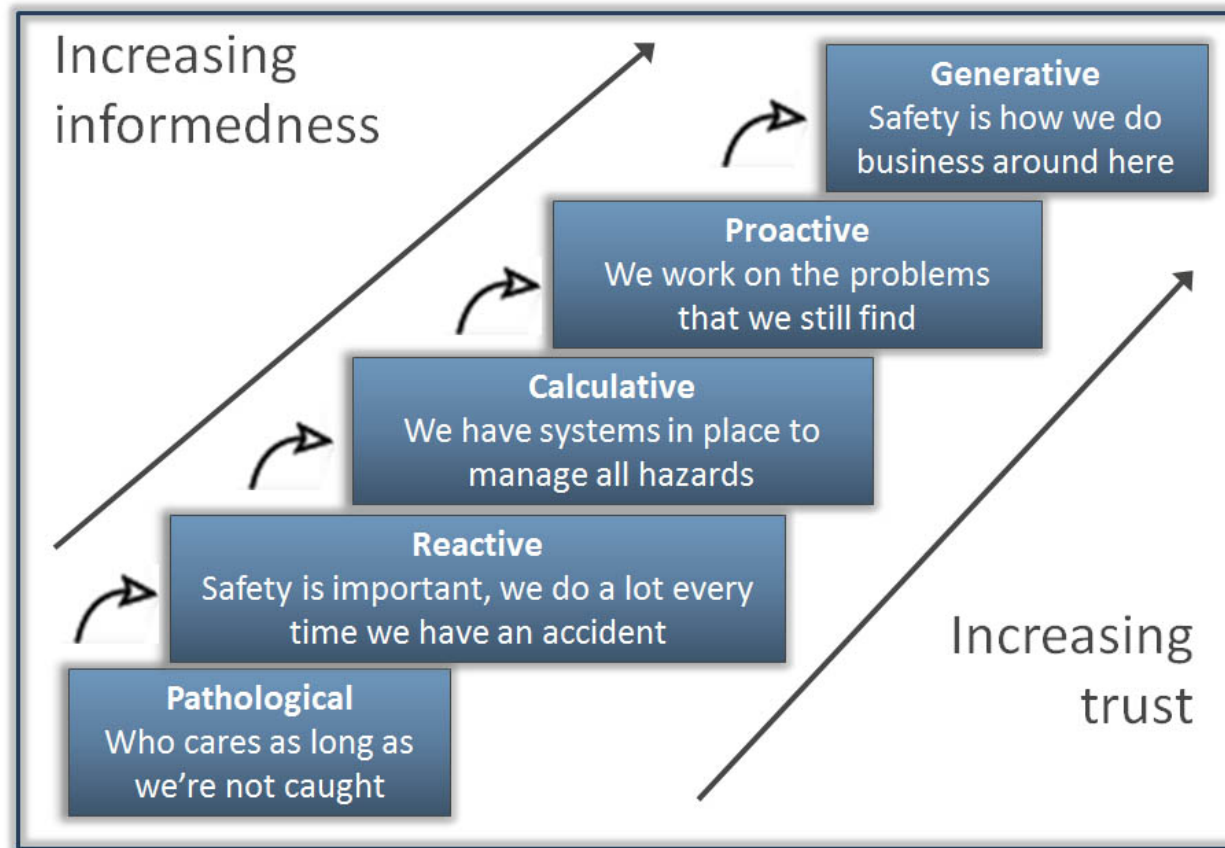 Increasing
informedness
Generative
Safety is how we do
business around here
Proactive
We work on the problems
that we still find
Calculative
We have systems in place to
manage all hazards
Reactive
Safety is important, we do a lot every
time we have an accident
Increasing
trust
Pathological
Who cares as long as
we’re not caught